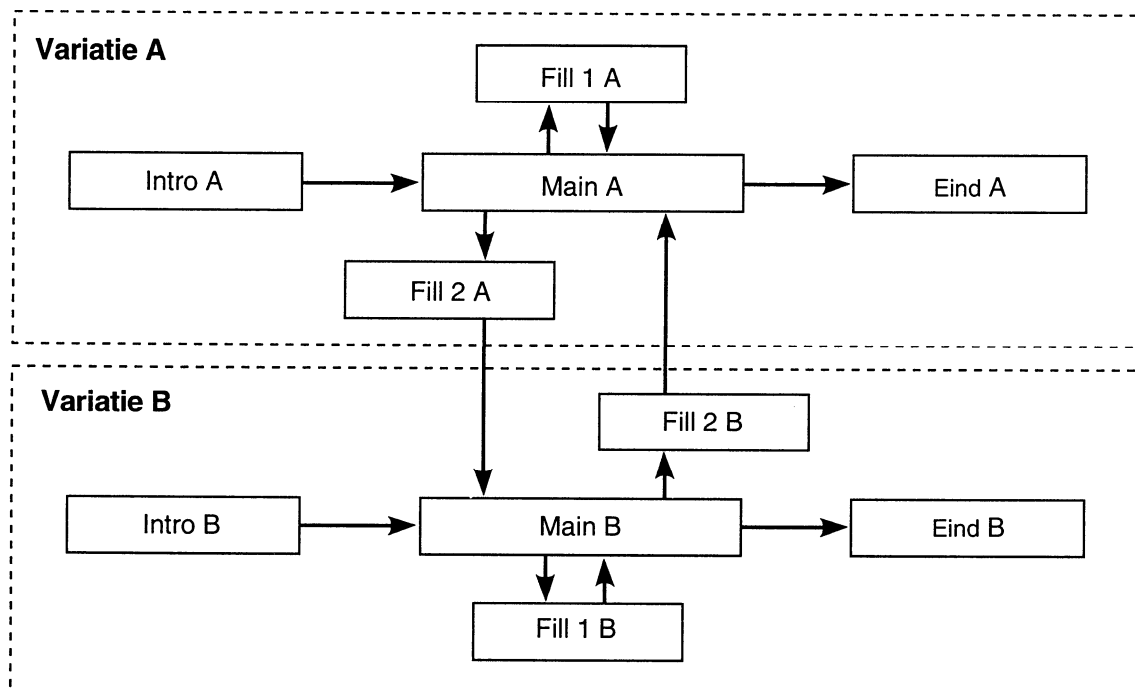 Variatie A
Fill 1 A
Intro A
Main A
Eind A
Fill 2 A
Variatie B
Fill 2 B
Intro B
Main B
Eind B
Fill 1 B